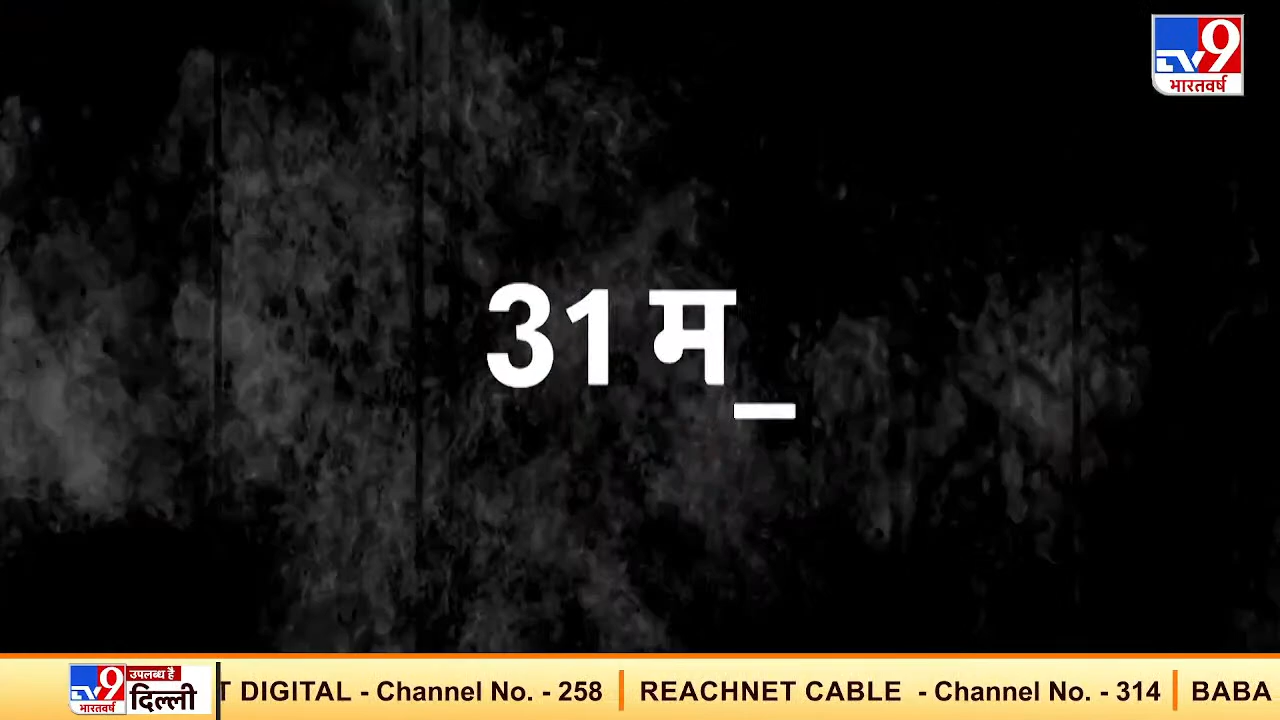 TV9
भारतवर्ष
31 म_
TV9
भारतवर्ष
उपलब्ध है
दिल्ली
T DIGITAL - Channel No. - 258 | REACHNET CABLE - Channel No. - 314 | BABA